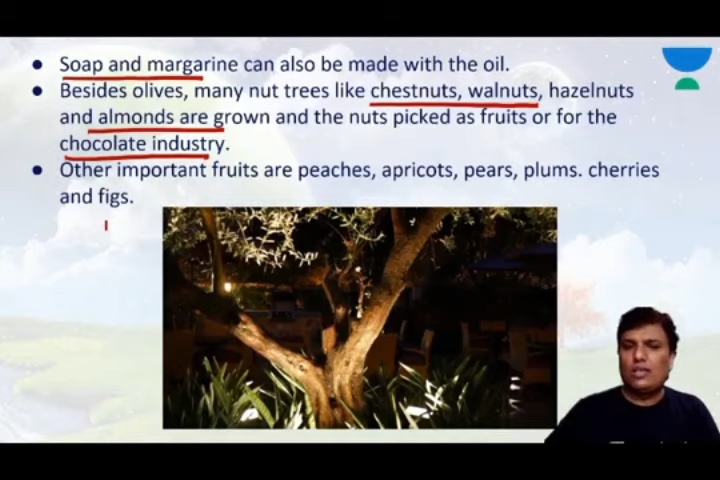 ● Soap and margarine can also be made with the oil.
● Besides olives, many nut trees like chestnuts, walnuts, hazelnuts
and almonds are grown and the nuts picked as fruits or for the
chocolate industry.
● Other important fruits are peaches, apricots, pears, plums. cherries
and figs.